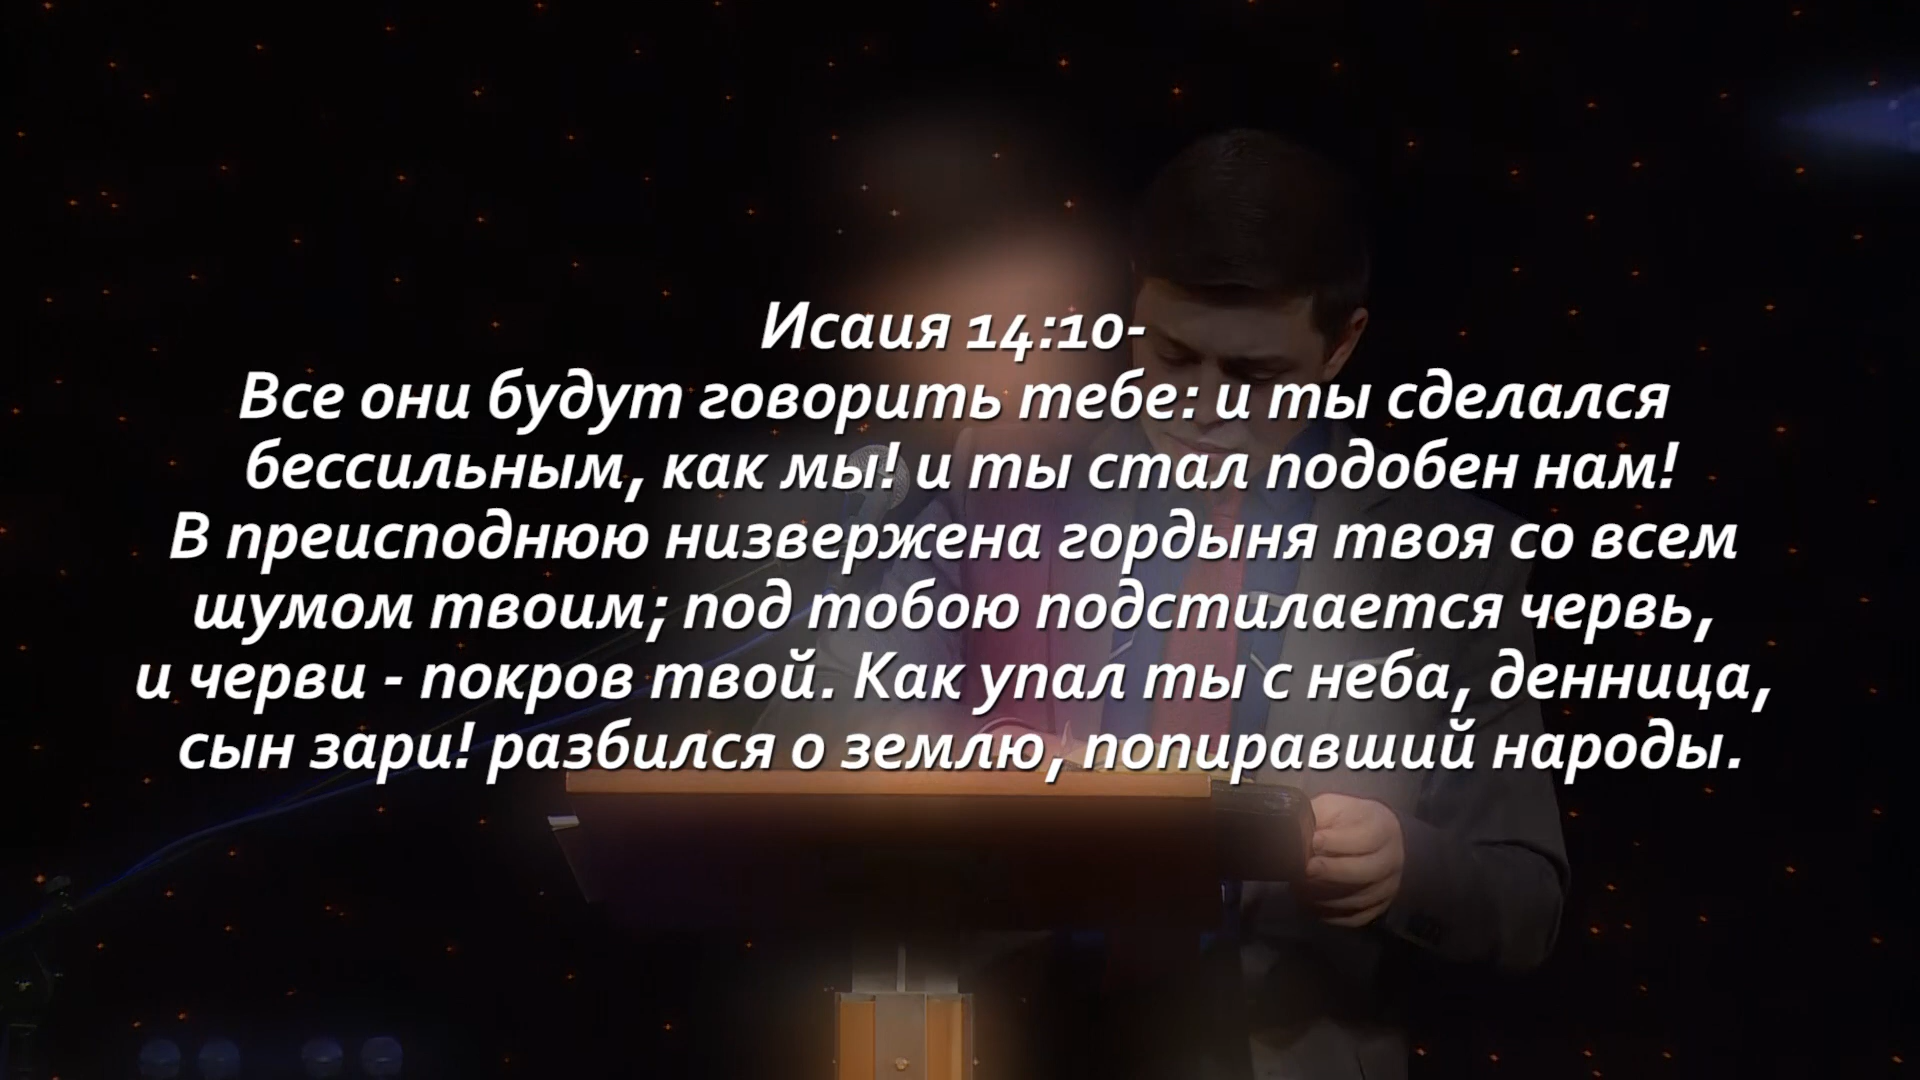 Исаия 14:10-
Все они будут говорить тебе: и ты сделался
бессильным, как мы! и ты стал подобен нам!
В преисподнюю низвержена гордыня твоя со всем
шумом твоим; под тобою подстилается червь,
и черви - покров твой. Как упал ты с неба, денница,
сын зари! разбился о землю, попиравший народы.